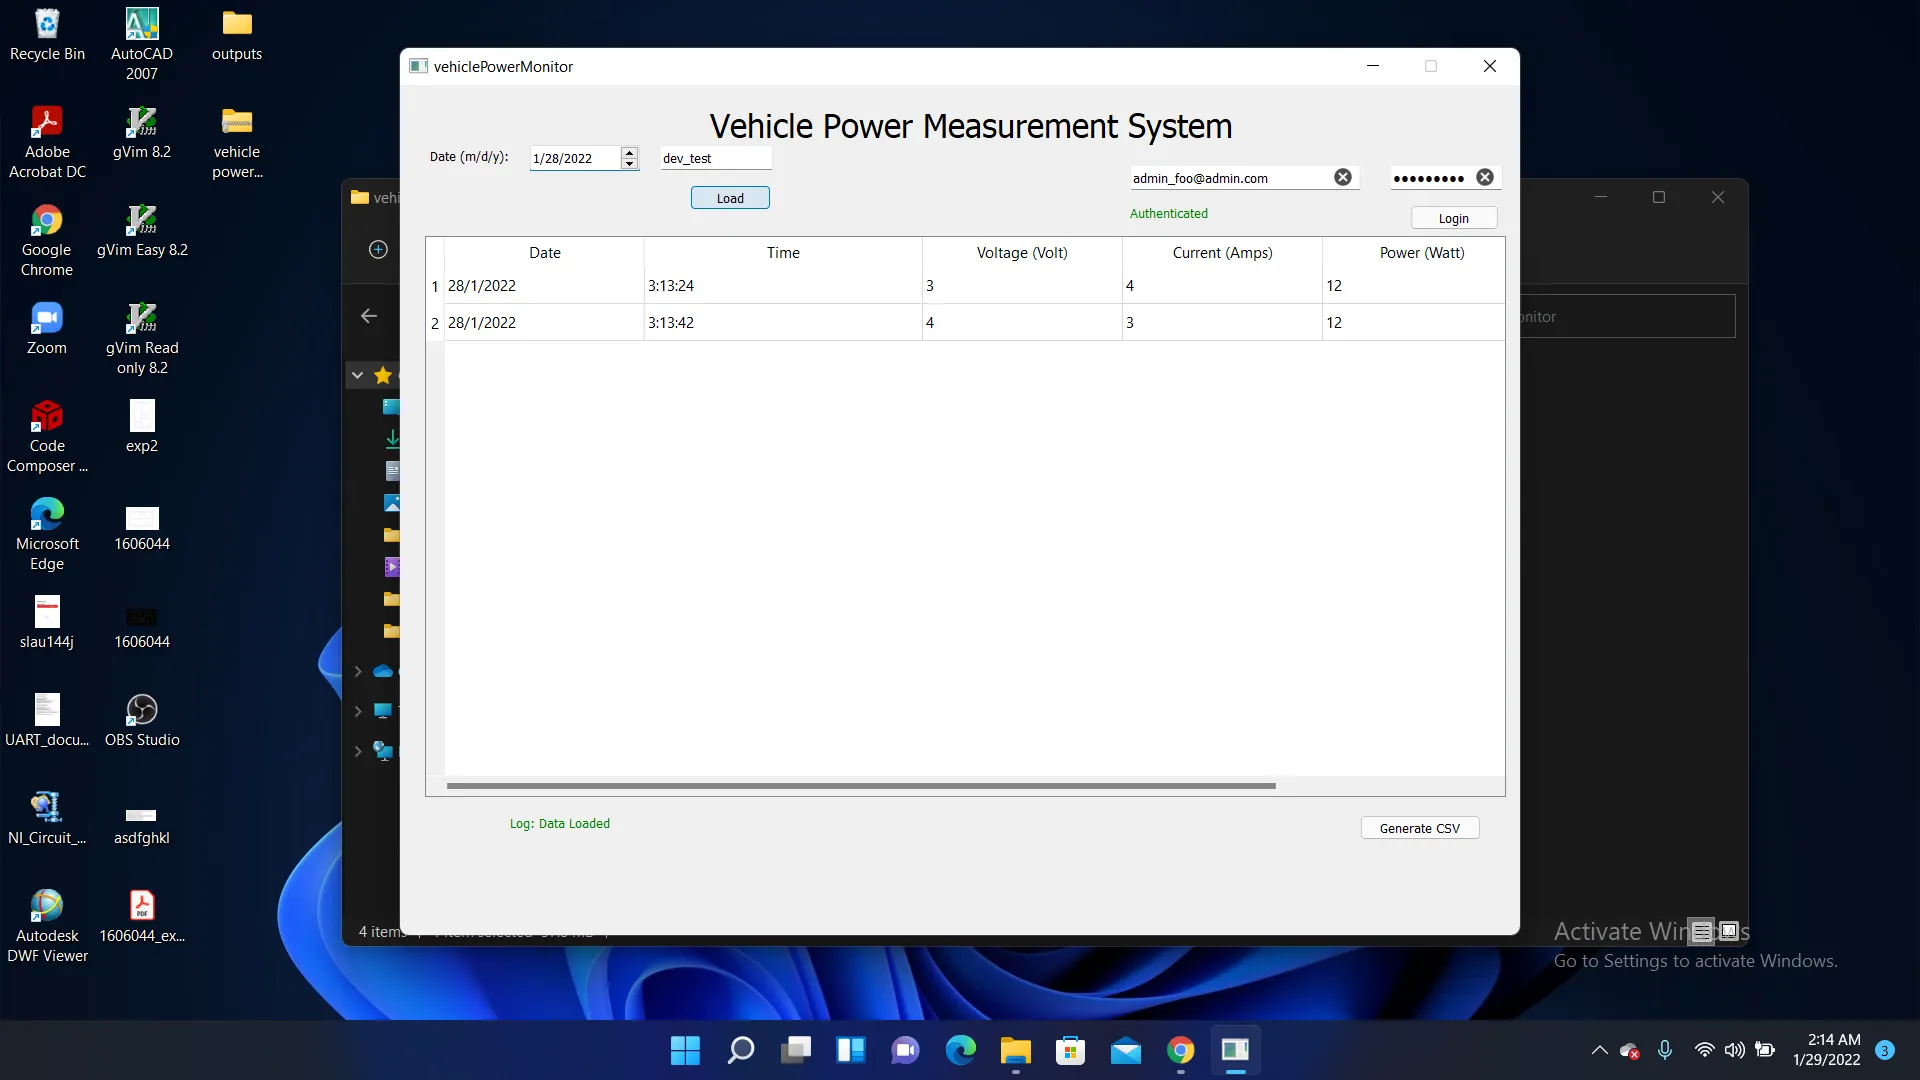 Recycle Bin
AutoCAD
2007
outputs
Adobe
Acrobat DC
gVim 8.2
vehicle
power...
Google
Chrome
gVim Easy 8.2
Zoom
gVim Read
only 8.2
Code
Composer ...
exp2
Microsoft
Edge
1606044
slau144j
1606044
UART_docu...
OBS Studio
NI_Circuit_...
asdfghkl
Autodesk
DWF Viewer
1606044_ex...
vehiclePowerMonitor
Vehicle Power Measurement System
Date (m/d/y):
1/28/2022
dev_test
Load
admin_foo@admin.com
●●●●●●●●●
Authenticated
Login
Date Time Voltage (Volt) Current (Amps) Power (Watt)
1 28/1/2022 3:13:24 3 4 12
2 28/1/2022 3:13:42 4 3 12
Log: Data Loaded
Generate CSV
vehi
onitor
4 items
Activate Windows
Go to Settings to activate Windows.
2:14 AM
1/29/2022
3